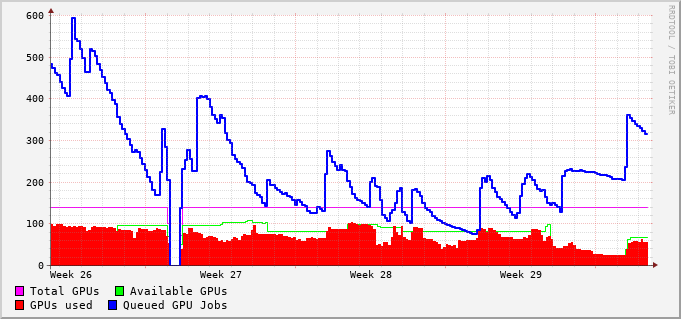 600
500
400
300
200
100
0
Week 26 Week 27 Week 28 Week 29
Total GPUs Available GPUs
GPUs used Queued GPU Jobs
RRDTOOL / TOBI OETIKER